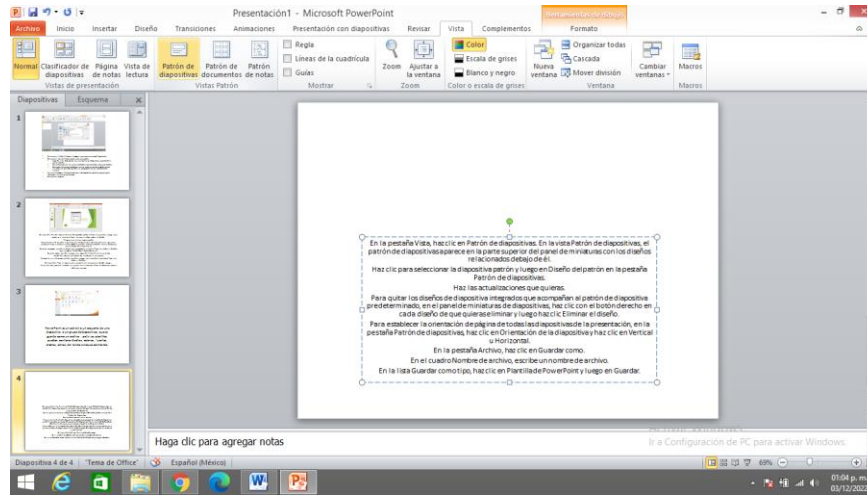 Presentación1 - Microsoft PowerPoint
Archivo Inicio Insertar Diseño Transiciones Animaciones Presentación con diapositivas Revisar Vista Complementos Formato
Normal Clasificador de diapositivas Página de notas Vista de lectura
Vistas de presentación
Patrón de diapositivas Patrón de documentos Patrón de notas
Vistas Patrón
Regla
Líneas de la cuadrícula
Guías
Mostrar
Zoom Ajustar a la ventana
Zoom
Color
Escala de grises
Blanco y negro
Color o escala de grises
Nueva ventana
Organizar todas
Cascada
Mover división
Cambiar ventanas
Ventana
Macros
Macros
Diapositivas Esquema
1
2
3
4
En la pestaña Vista, haz clic en Patrón de diapositivas. En la vista Patrón de diapositivas, el
patrón de diapositivas aparece en la parte superior del panel de miniaturas con los diseños
relacionados debajo de él.
Haz clic para seleccionar la diapositiva patrón y luego en Diseño del patrón en la pestaña
Patrón de diapositivas.
Haz las actualizaciones que quieras.
Para quitar los diseños de diapositiva integrados que acompañan al patrón de diapositiva
predeterminado, en el panel de miniaturas de diapositivas, haz clic con el botón derecho en
cada diseño de que quieras eliminar y luego haz clic Eliminar el diseño.
Para establecer la orientación de página de todas las diapositivas de la presentación, en la
pestaña Patrón de diapositivas, haz clic en Orientación de la diapositiva y haz clic en Vertical
u Horizontal.
En la pestaña Archivo, haz clic en Guardar como.
En el cuadro Nombre de archivo, escribe un nombre de archivo.
En la lista Guardar como tipo, haz clic en Plantilla de PowerPoint y luego en Guardar.
Haga clic para agregar notas
Ir a Configuración de PC para activar Windows.
Diapositiva 4 de 4 "Tema de Office" Español (México) 69%
01:04 p. m.